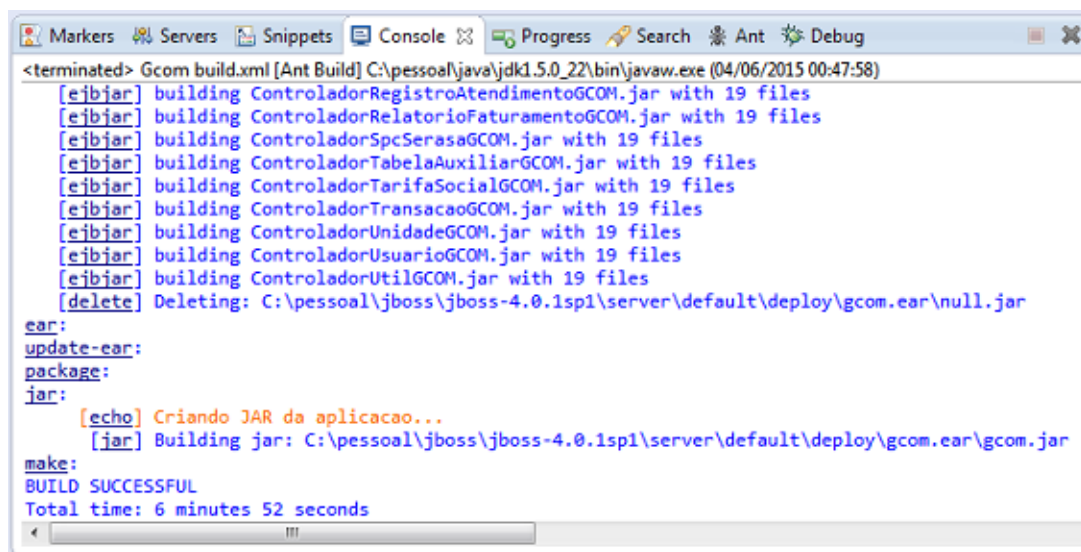 Markers Servers Snippets Console Progress Search Ant Debug
<terminated> Gcom build.xml [Ant Build] C:\pessoal\java\jdk1.5.0_22\bin\javaw.exe (04/06/2015 00:47:58)
[ejbjar] building ControladorRegistroAtendimentoGCOM.jar with 19 files
[ejbjar] building ControladorRelatorioFaturamentoGCOM.jar with 19 files
[ejbjar] building ControladorSpcSerasaGCOM.jar with 19 files
[ejbjar] building ControladorTabelaAuxiliarGCOM.jar with 19 files
[ejbjar] building ControladorTarifaSocialGCOM.jar with 19 files
[ejbjar] building ControladorTransacaoGCOM.jar with 19 files
[ejbjar] building ControladorUnidadeGCOM.jar with 19 files
[ejbjar] building ControladorUsuarioGCOM.jar with 19 files
[ejbjar] building ControladorUtilGCOM.jar with 19 files
[delete] Deleting: C:\pessoal\jboss\jboss-4.0.1sp1\server\default\deploy\gcom.ear\null.jar
ear:
update-ear:
package:
jar:
[echo] Criando JAR da aplicacao...
[jar] Building jar: C:\pessoal\jboss\jboss-4.0.1sp1\server\default\deploy\gcom.ear\gcom.jar
make:
BUILD SUCCESSFUL
Total time: 6 minutes 52 seconds